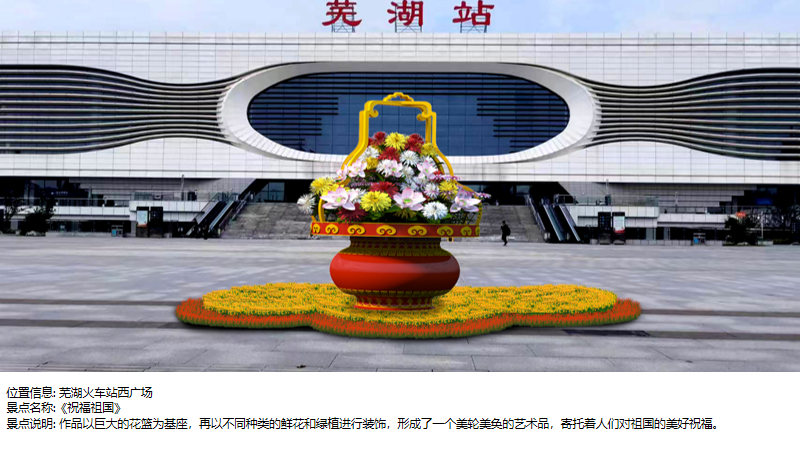 芜湖站
位置信息: 芜湖火车站西广场
景点名称:《祝福祖国》
景点说明: 作品以巨大的花篮为基座，再以不同种类的鲜花和绿植进行装饰，形成了一个美轮美奂的艺术品，寄托着人们对祖国的美好祝福。